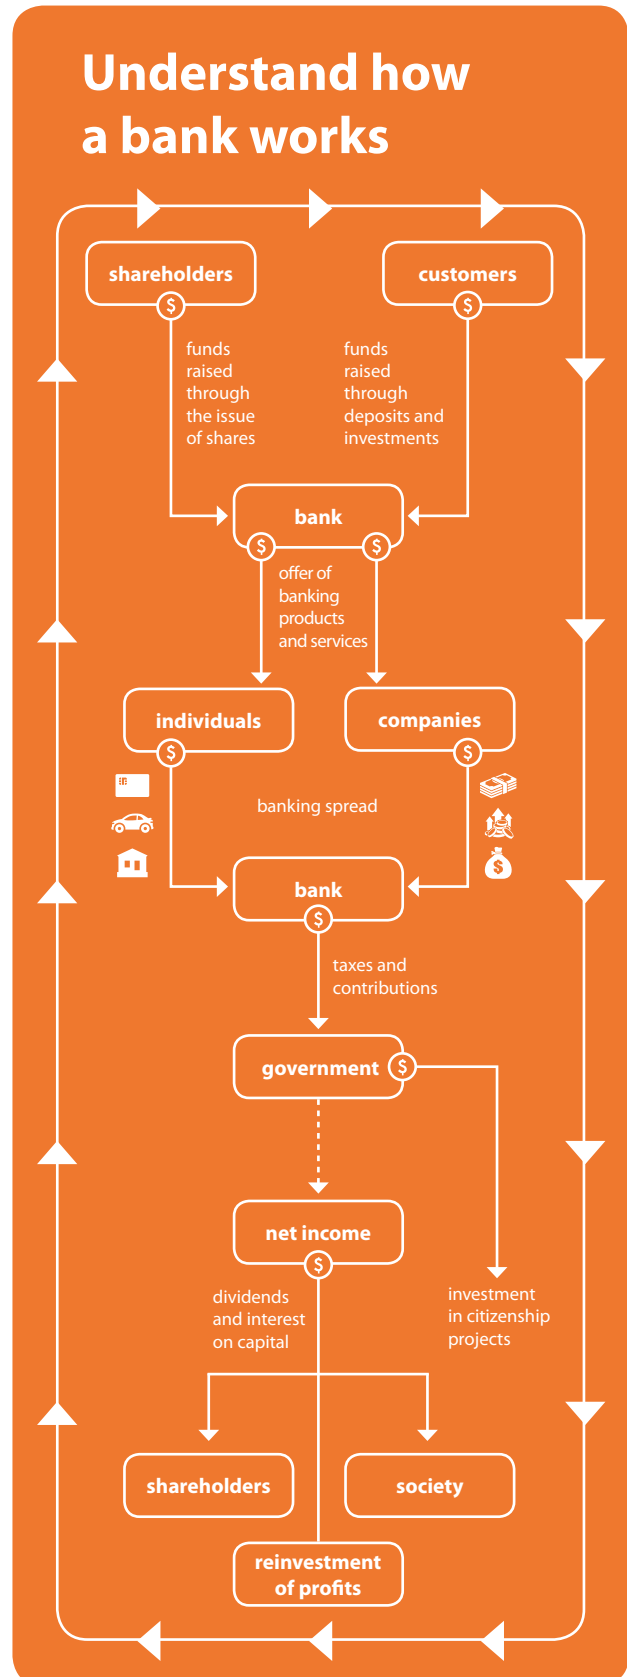 Understand how
a bank works
shareholders
customers
$
$
funds
raised
through
the issue
of shares
funds
raised
through
deposits and
investments
bank
$
$
offer of
banking
products
and services
individuals
companies
$
$
banking spread
$
bank
$
taxes and
contributions
government
$
net income
$
dividends
and interest
on capital
investment
in citizenship
projects
shareholders
society
reinvestment
of profits